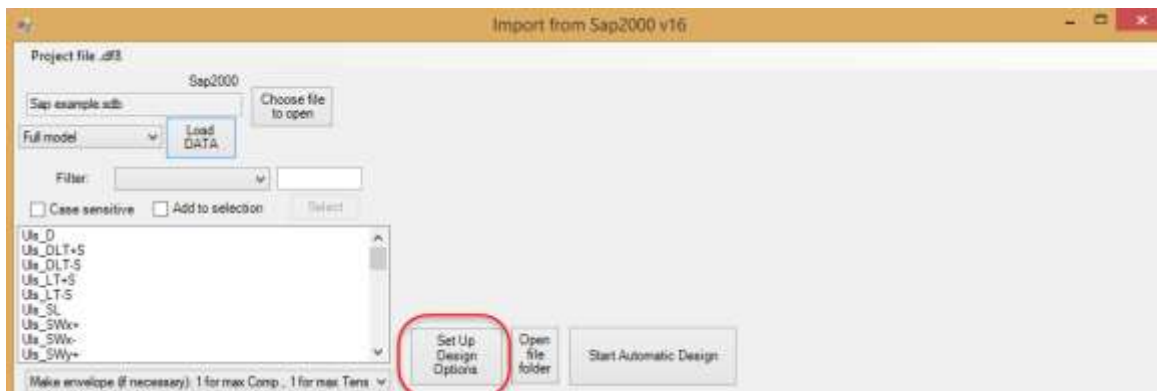 Import from Sap2000 v16
Project file .df8
Sap2000
Sap example.sdb
Choose file
to open
Full model
Load
DATA
Filter:
Case sensitive
Add to selection
Select
Uls_D
Uls_DLT+S
Uls_DLT-S
Uls_LT+S
Uls_LT-S
Uls_SL
Uls_SWx+
Uls_SWx-
Uls_SWy+
Set Up
Design
Options
Open
file
folder
Start Automatic Design
Make envelope (if necessary): 1 for max Comp., 1 for max Tens